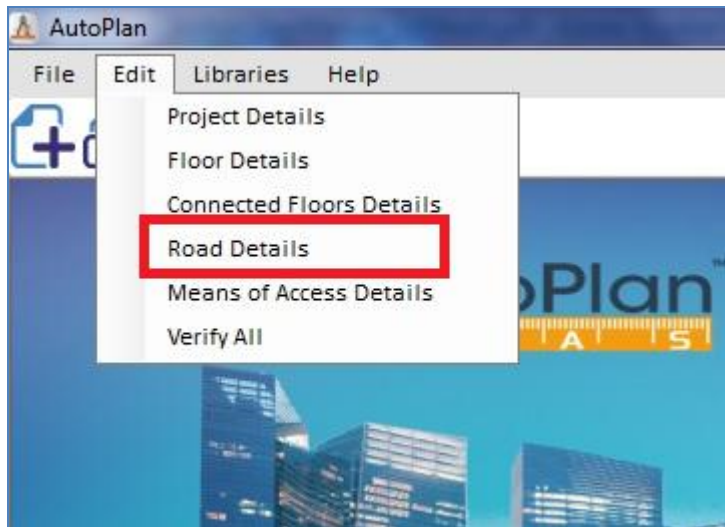 AutoPlan
File Edit Libraries Help
Project Details
Floor Details
Connected Floors Details
Road Details
Means of Access Details
Verify All
oPlan™
A S